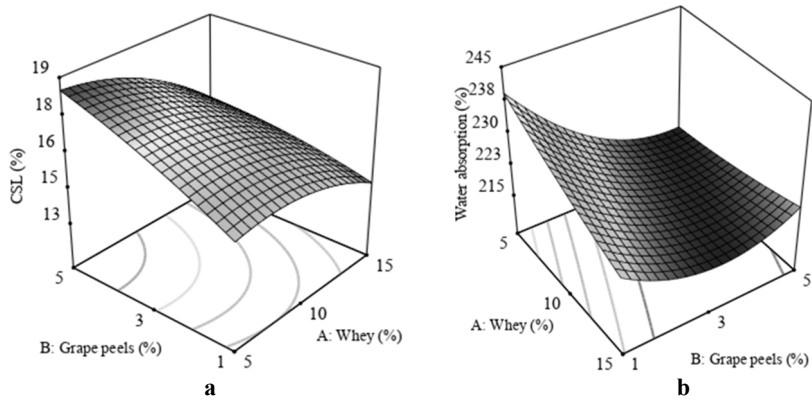 19
18
16
15
13
CSL (%)
5
3
1
B: Grape peels (%)
5
10
15
A: Whey (%)
a
245
238
230
223
215
Water absorption (%)
5
10
15
A: Whey (%)
1
3
5
B: Grape peels (%)
b